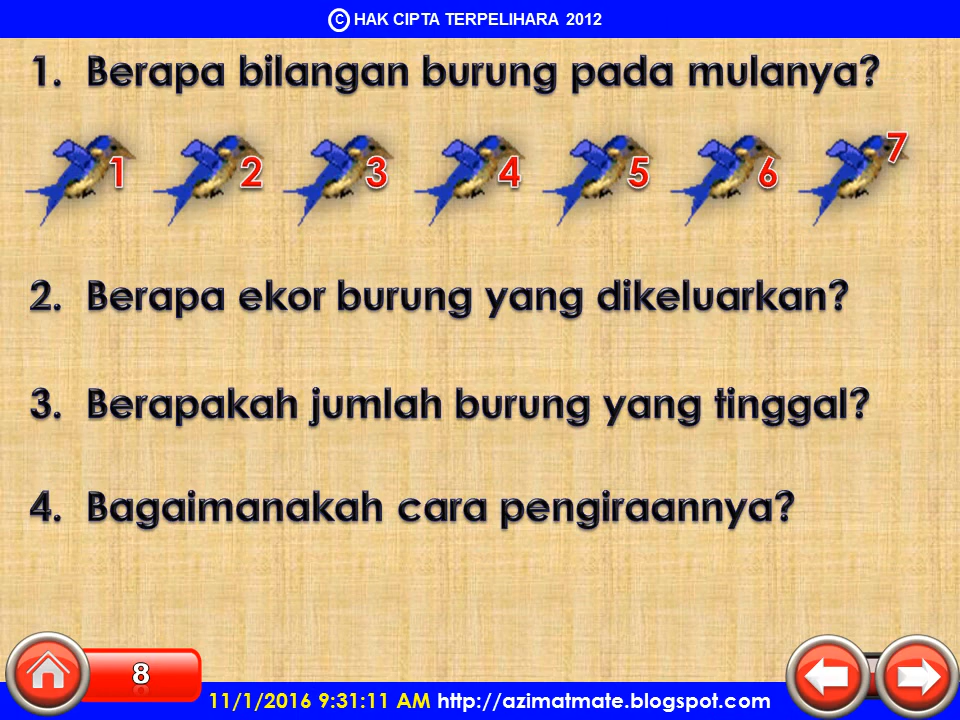 C HAK CIPTA TERPELIHARA 2012
1. Berapa bilangan burung pada mulanya?
1 2 3 4 5 6 7
2. Berapa ekor burung yang dikeluarkan?
3. Berapakah jumlah burung yang tinggal?
4. Bagaimanakah cara pengiraannya?
8
11/1/2016 9:31:11 AM http://azimatmate.blogspot.com